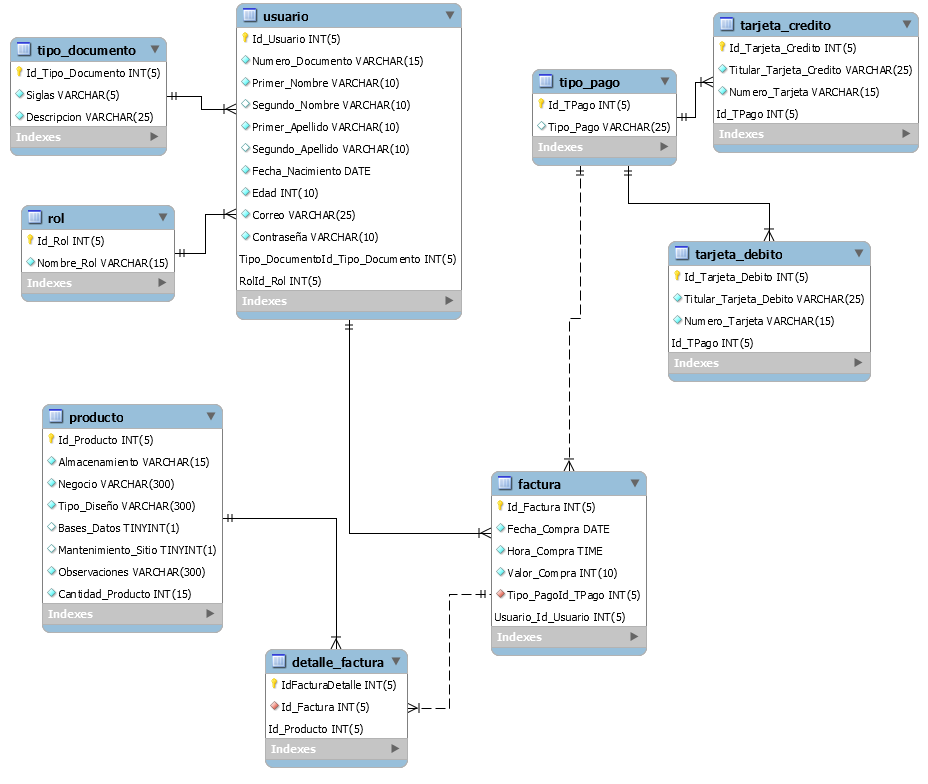 tipo_documento
Id_Tipo_Documento INT(5)
Siglas VARCHAR(5)
Descripcion VARCHAR(25)
Indexes
rol
Id_Rol INT(5)
Nombre_Rol VARCHAR(15)
Indexes
usuario
Id_Usuario INT(5)
Numero_Documento VARCHAR(15)
Primer_Nombre VARCHAR(10)
Segundo_Nombre VARCHAR(10)
Primer_Apellido VARCHAR(10)
Segundo_Apellido VARCHAR(10)
Fecha_Nacimiento DATE
Edad INT(10)
Correo VARCHAR(25)
Contraseña VARCHAR(10)
Tipo_DocumentoId_Tipo_Documento INT(5)
RolId_Rol INT(5)
Indexes
tipo_pago
Id_TPago INT(5)
Tipo_Pago VARCHAR(25)
Indexes
tarjeta_credito
Id_Tarjeta_Credito INT(5)
Titular_Tarjeta_Credito VARCHAR(25)
Numero_Tarjeta VARCHAR(15)
Id_TPago INT(5)
Indexes
tarjeta_debito
Id_Tarjeta_Debito INT(5)
Titular_Tarjeta_Debito VARCHAR(25)
Numero_Tarjeta VARCHAR(15)
Id_TPago INT(5)
Indexes
producto
Id_Producto INT(5)
Almacenamiento VARCHAR(15)
Negocio VARCHAR(300)
Tipo_Diseño VARCHAR(300)
Bases_Datos TINYINT(1)
Mantenimiento_Sitio TINYINT(1)
Observaciones VARCHAR(300)
Cantidad_Producto INT(15)
Indexes
factura
Id_Factura INT(5)
Fecha_Compra DATE
Hora_Compra TIME
Valor_Compra INT(10)
Tipo_PagoId_TPago INT(5)
Usuario_Id_Usuario INT(5)
Indexes
detalle_factura
IdFacturaDetalle INT(5)
Id_Factura INT(5)
Id_Producto INT(5)
Indexes